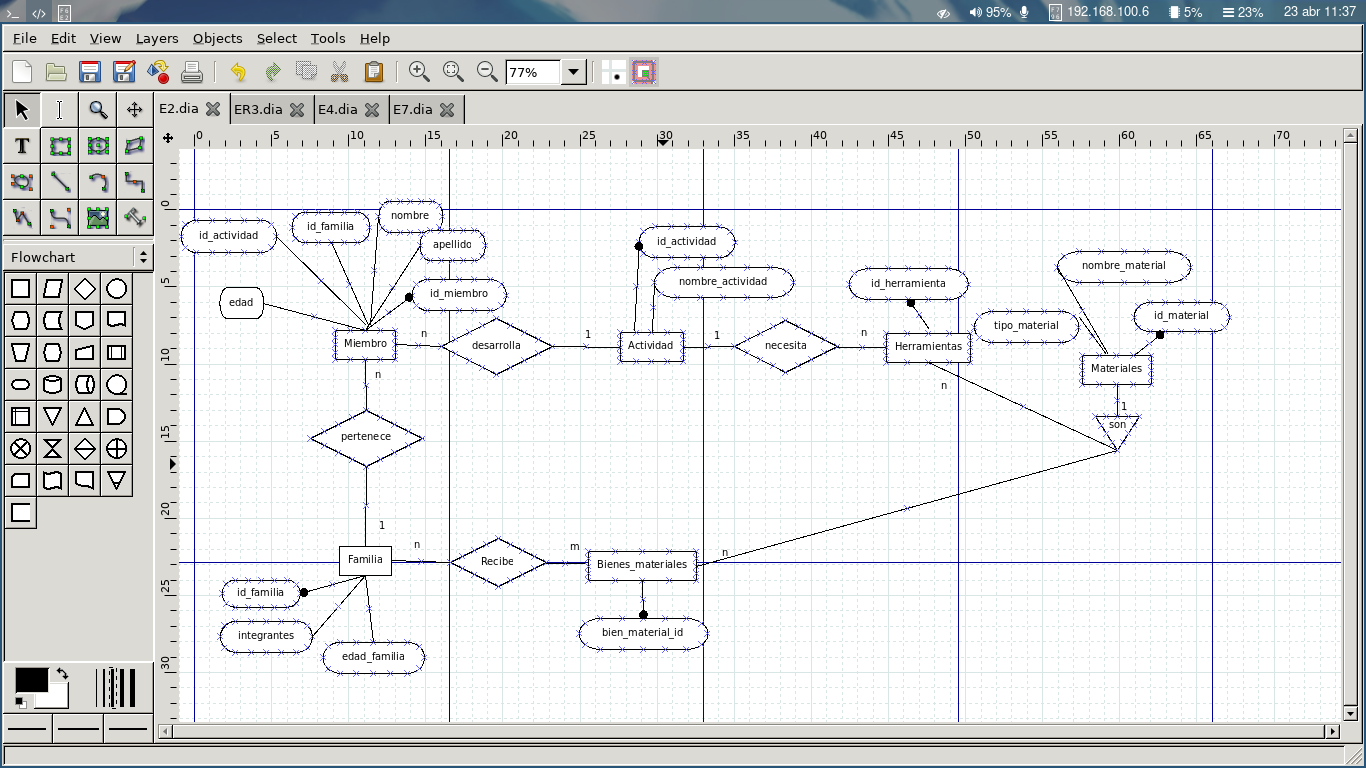 95% 192.168.100.6 5% 23% 23 abr 11:37
File Edit View Layers Objects Select Tools Help
77%
E2.dia ER3.dia E4.dia E7.dia
0 5 10 15 20 25 30 35 40 45 50 55 60 65 70
0
5
10
15
20
25
30
T
Flowchart
nombre
id_familia
id_actividad
apellido
id_miembro
edad
id_actividad
nombre_actividad
id_herramienta
nombre_material
tipo_material
id_material
Miembro
n
desarrolla
1
Actividad
1
necesita
n
Herramientas
Materiales
n
n
1
son
pertenece
1
Familia
n
Recibe
m
Bienes_materiales
n
id_familia
integrantes
edad_familia
bien_material_id